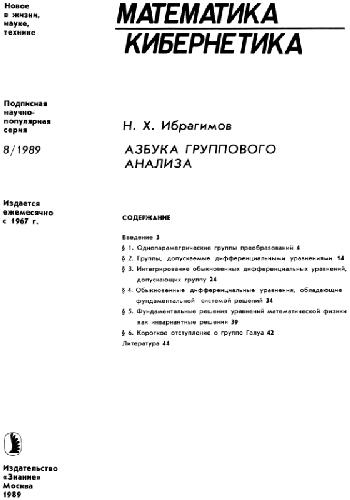 Новое
в жизни,
науке,
технике
МАТЕМАТИКА
КИБЕРНЕТИКА
Подписная
научно-
популярная
серия
8/1989
Издается
ежемесячно
с 1967 г.
Н. Х. Ибрагимов
АЗБУКА ГРУППОВОГО
АНАЛИЗА
СОДЕРЖАНИЕ
Введение 3
§ 1. Однопараметрические группы преобразований 4
§ 2. Группы, допускаемые дифференциальными уравнениями 14
§ 3. Интегрирование обыкновенных дифференциальных уравнений,
допускающих группу 24
§ 4. Обыкновенные дифференциальные уравнения, обладающие
фундаментальной системой решений 34
§ 5. Фундаментальные решения уравнений математической физики
как инвариантные решения 39
§ 6. Короткое отступление о группе Галуа 42
Литература 44
Издательство
«Знание»
Москва
1989